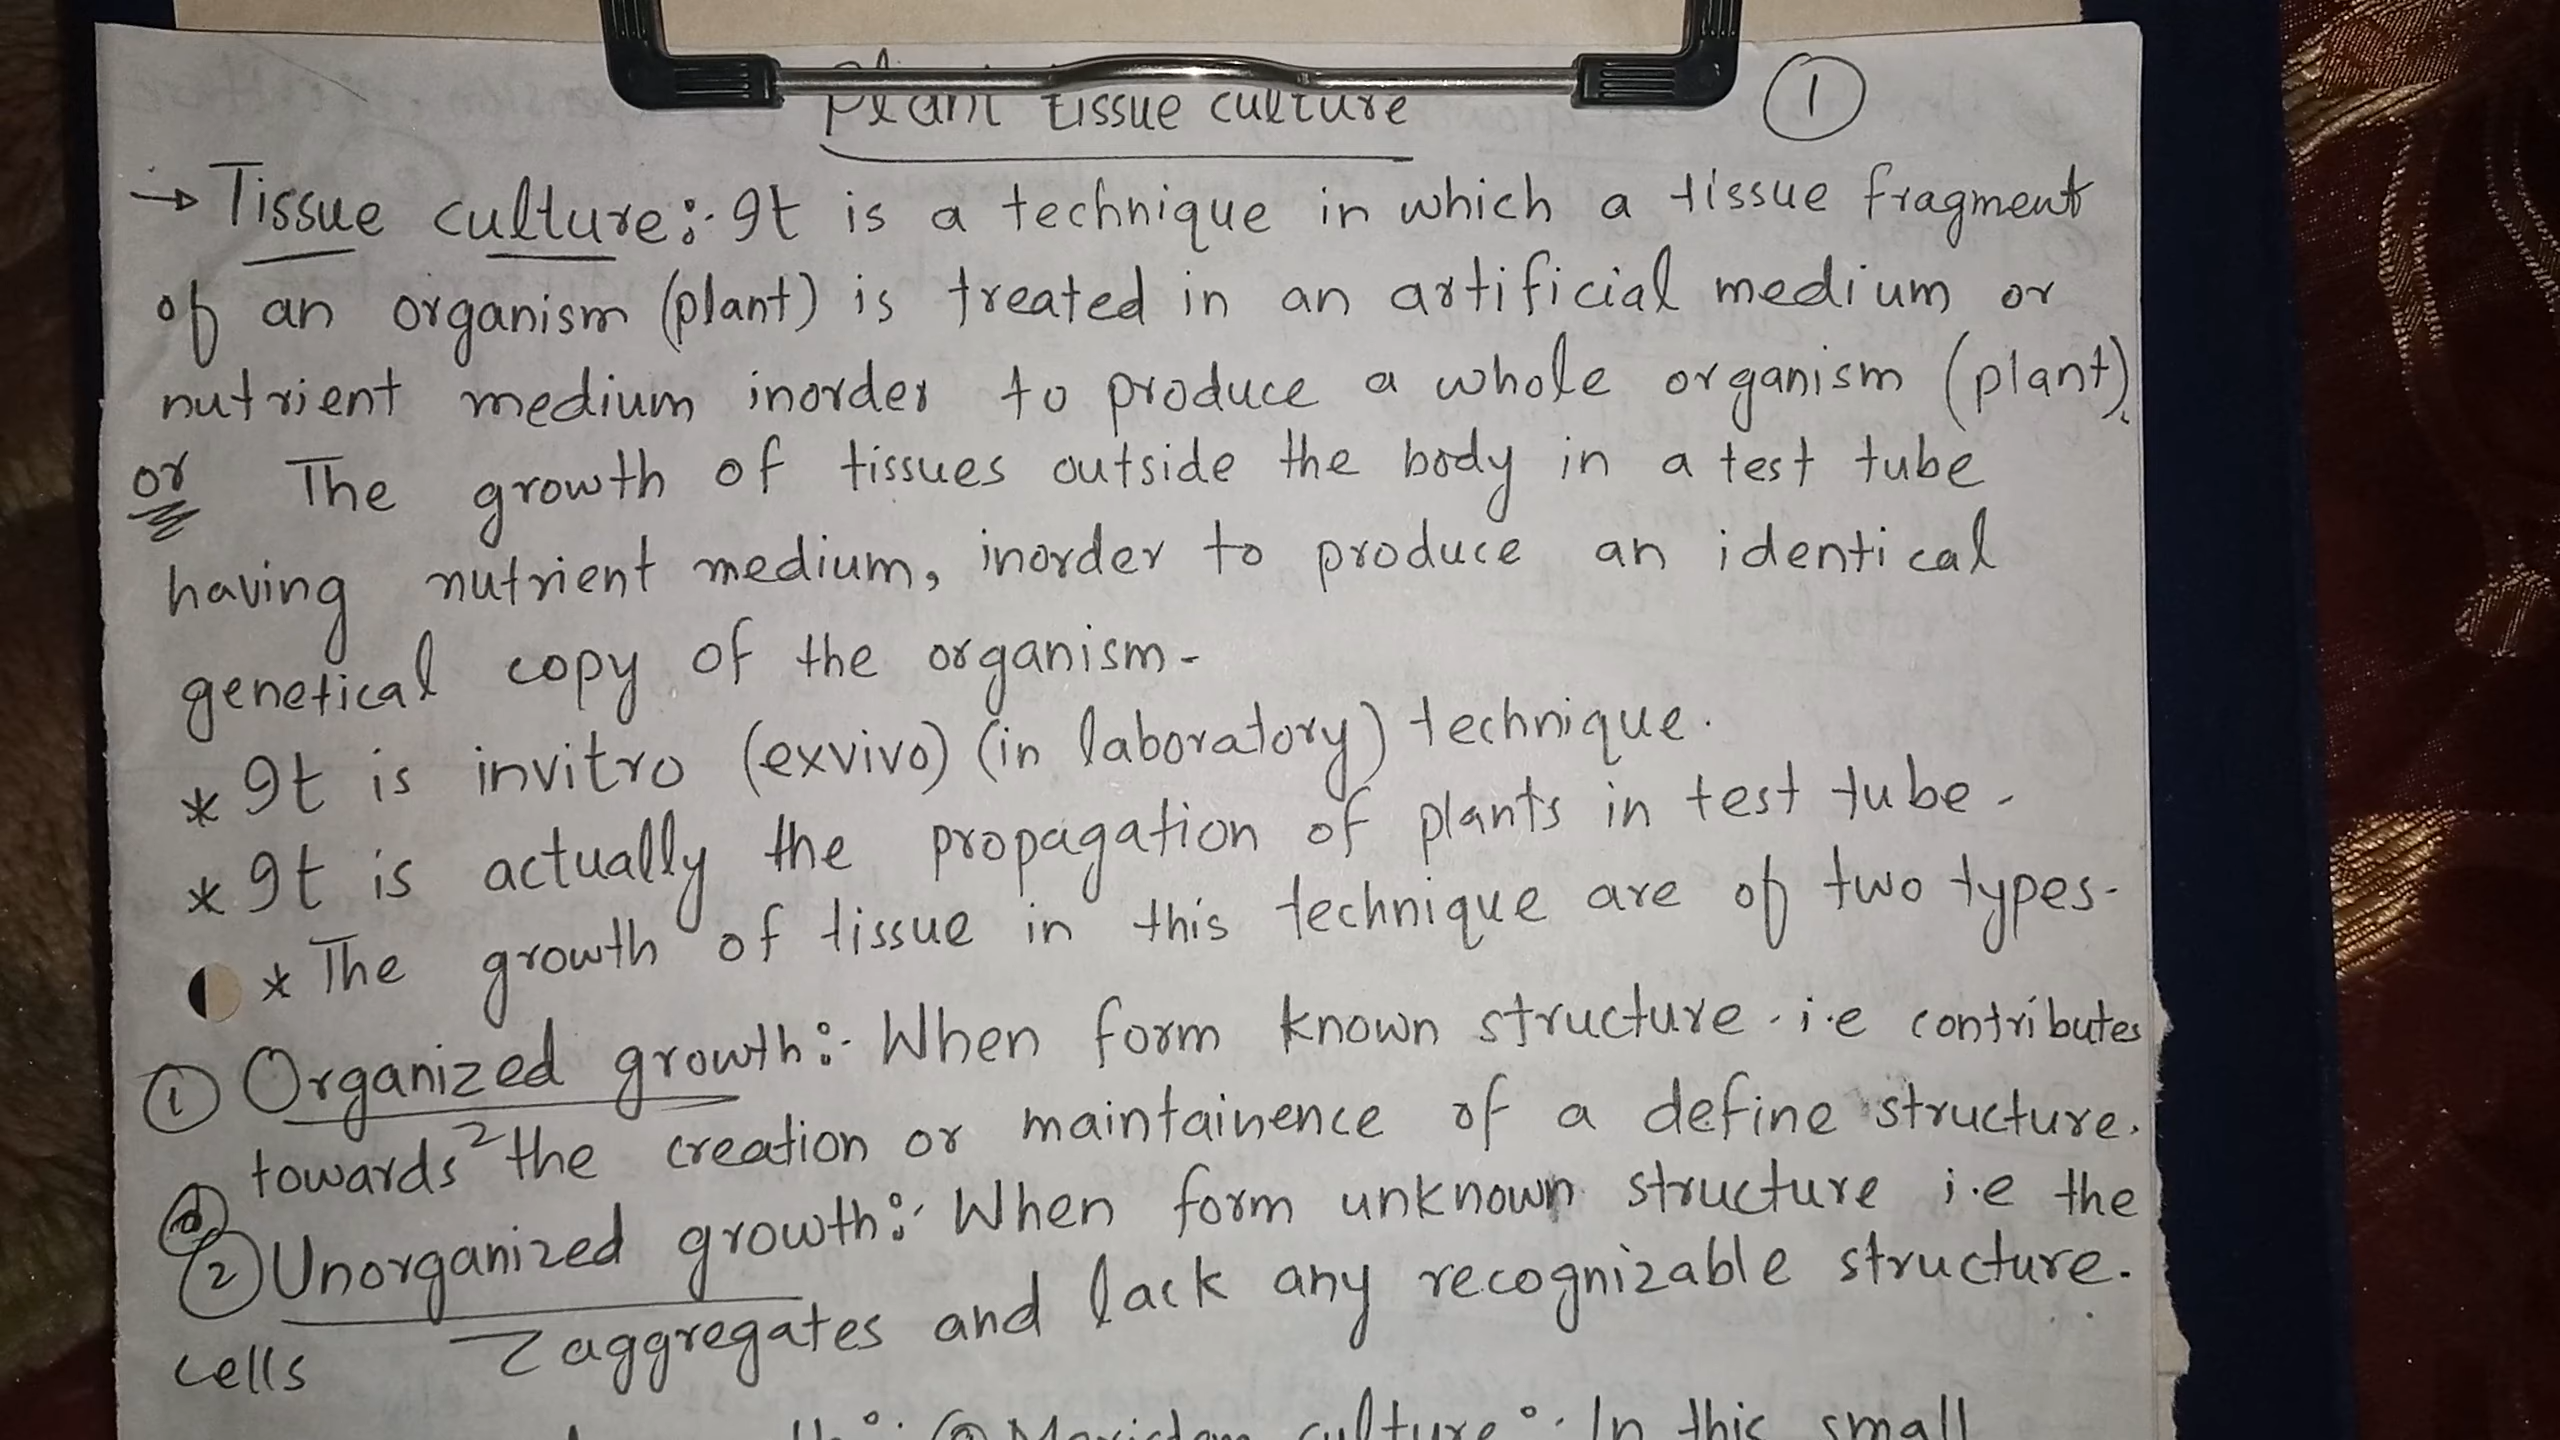 Plant tissue culture
1
→ Tissue culture:- It is a technique in which a tissue fragment
of an organism (plant) is treated in an artificial medium or
nutrient medium inorder to produce a whole organism (plant).
or The growth of tissues outside the body in a test tube
having nutrient medium, inorder to produce an identical
genetical copy of the organism-
* It is invitro (exvivo) (in laboratory) technique.
* It is actually the propagation of plants in test tube-
* The growth of tissue in this technique are of two types-
① Organized growth:- When form known structure. i.e contributes
towards the creation or maintainence of a define structure.
② Unorganized growth:- When form unknown structure i.e the
cells aggregates and lack any recognizable structure.
culture:- In this small